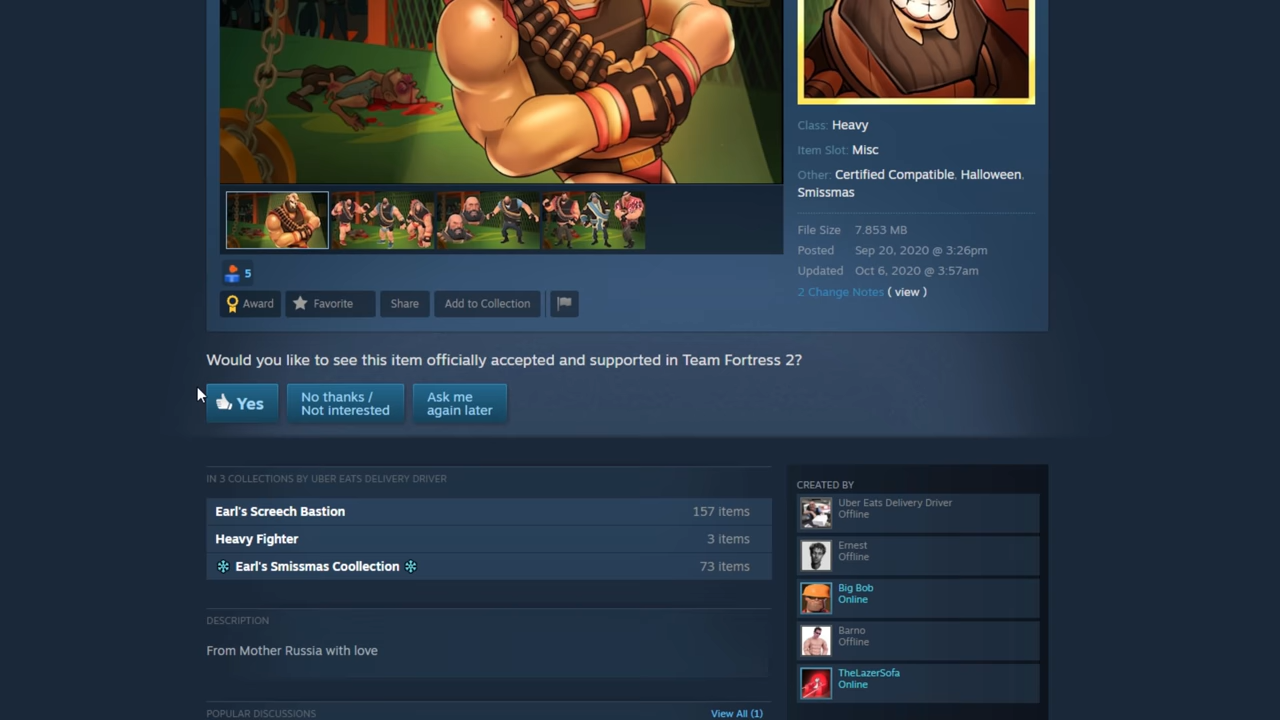 Class: Heavy
Item Slot: Misc
Other: Certified Compatible, Halloween,
Smissmas
File Size 7.853 MB
Posted Sep 20, 2020 @ 3:26pm
Updated Oct 6, 2020 @ 3:57am
2 Change Notes ( view )
5
Award Favorite Share Add to Collection
Would you like to see this item officially accepted and supported in Team Fortress 2?
Yes
No thanks /
Not interested
Ask me
again later
IN 3 COLLECTIONS BY UBER EATS DELIVERY DRIVER
Earl's Screech Bastion 157 items
Heavy Fighter 3 items
Earl's Smissmas Coollection 73 items
DESCRIPTION
From Mother Russia with love
POPULAR DISCUSSIONS View All (1)
CREATED BY
Uber Eats Delivery Driver
Offline
Ernest
Offline
Big Bob
Online
Barno
Offline
TheLazerSofa
Online